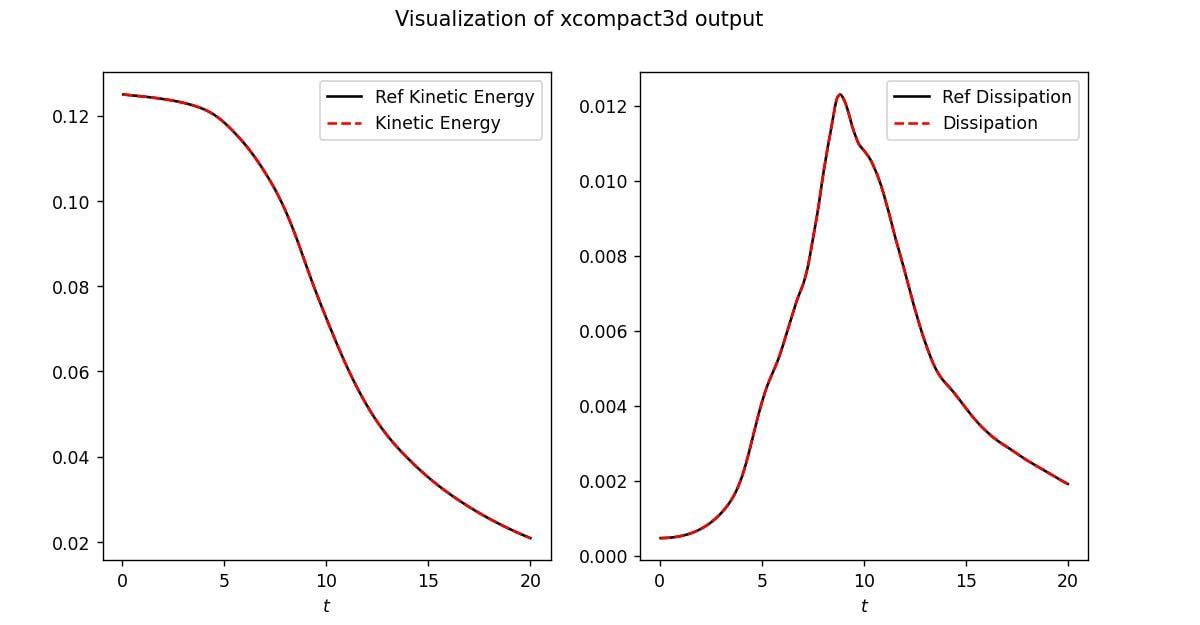 Visualization of xcompact3d output
Ref Kinetic Energy
Kinetic Energy
0.12
0.10
0.08
0.06
0.04
0.02
0 5 10 15 20
t
Ref Dissipation
Dissipation
0.012
0.010
0.008
0.006
0.004
0.002
0.000
0 5 10 15 20
t